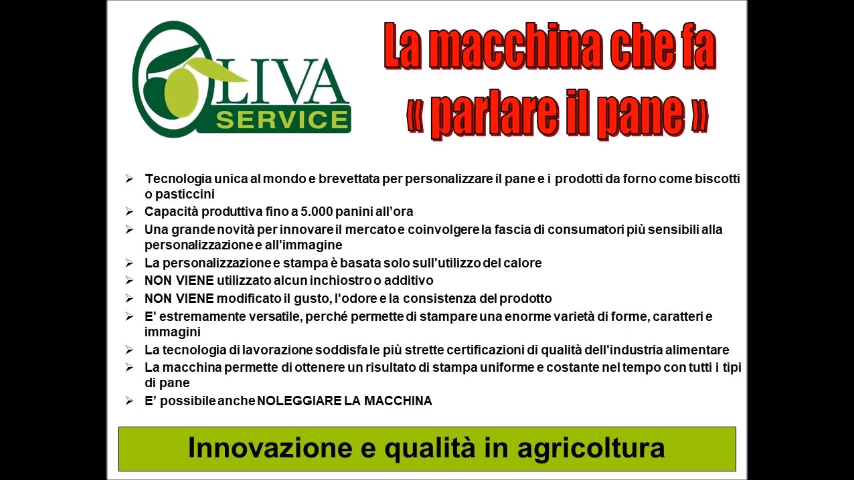 OLIVA
SERVICE
La macchina che fa
« parlare il pane »
Tecnologia unica al mondo e brevettata per personalizzare il pane e i prodotti da forno come biscotti
o pasticcini
Capacità produttiva fino a 5.000 panini all'ora
Una grande novità per innovare il mercato e coinvolgere la fascia di consumatori più sensibili alla
personalizzazione e all'immagine
La personalizzazione e stampa è basata solo sull'utilizzo del calore
NON VIENE utilizzato alcun inchiostro o additivo
NON VIENE modificato il gusto, l'odore e la consistenza del prodotto
E' estremamente versatile, perché permette di stampare una enorme varietà di forme, caratteri e
immagini
La tecnologia di lavorazione soddisfa le più strette certificazioni di qualità dell'industria alimentare
La macchina permette di ottenere un risultato di stampa uniforme e costante nel tempo con tutti i tipi
di pane
E' possibile anche NOLEGGIARE LA MACCHINA
Innovazione e qualità in agricoltura